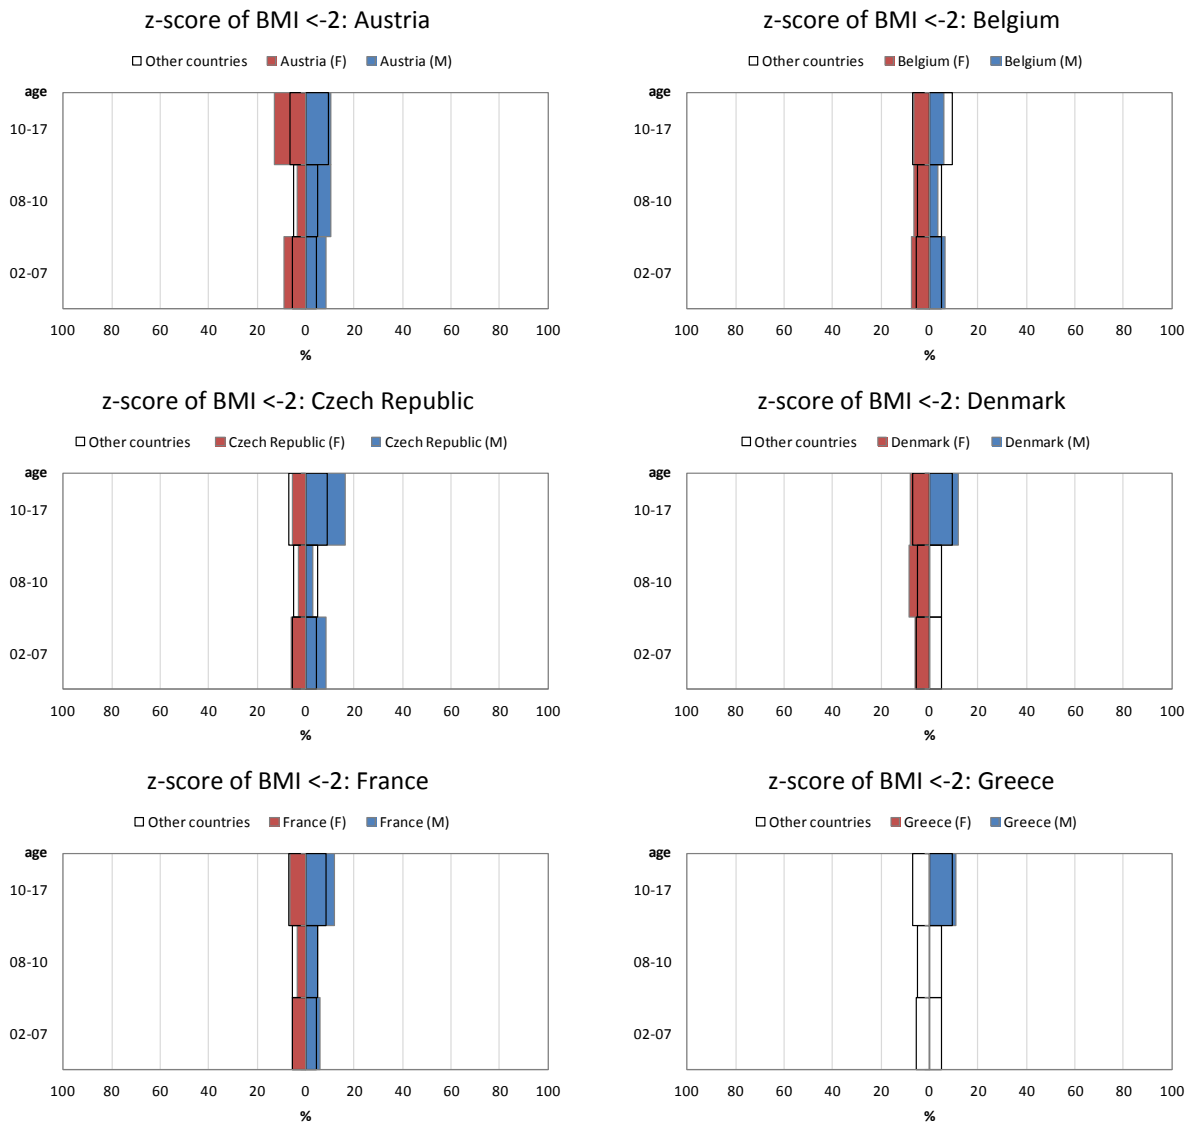 z-score of BMI <-2: Austria
Other countries Austria (F) Austria (M)
age
10-17
08-10
02-07
100 80 60 40 20 0 20 40 60 80 100
%
z-score of BMI <-2: Belgium
Other countries Belgium (F) Belgium (M)
age
10-17
08-10
02-07
100 80 60 40 20 0 20 40 60 80 100
%
z-score of BMI <-2: Czech Republic
Other countries Czech Republic (F) Czech Republic (M)
age
10-17
08-10
02-07
100 80 60 40 20 0 20 40 60 80 100
%
z-score of BMI <-2: Denmark
Other countries Denmark (F) Denmark (M)
age
10-17
08-10
02-07
100 80 60 40 20 0 20 40 60 80 100
%
z-score of BMI <-2: France
Other countries France (F) France (M)
age
10-17
08-10
02-07
100 80 60 40 20 0 20 40 60 80 100
%
z-score of BMI <-2: Greece
Other countries Greece (F) Greece (M)
age
10-17
08-10
02-07
100 80 60 40 20 0 20 40 60 80 100
%